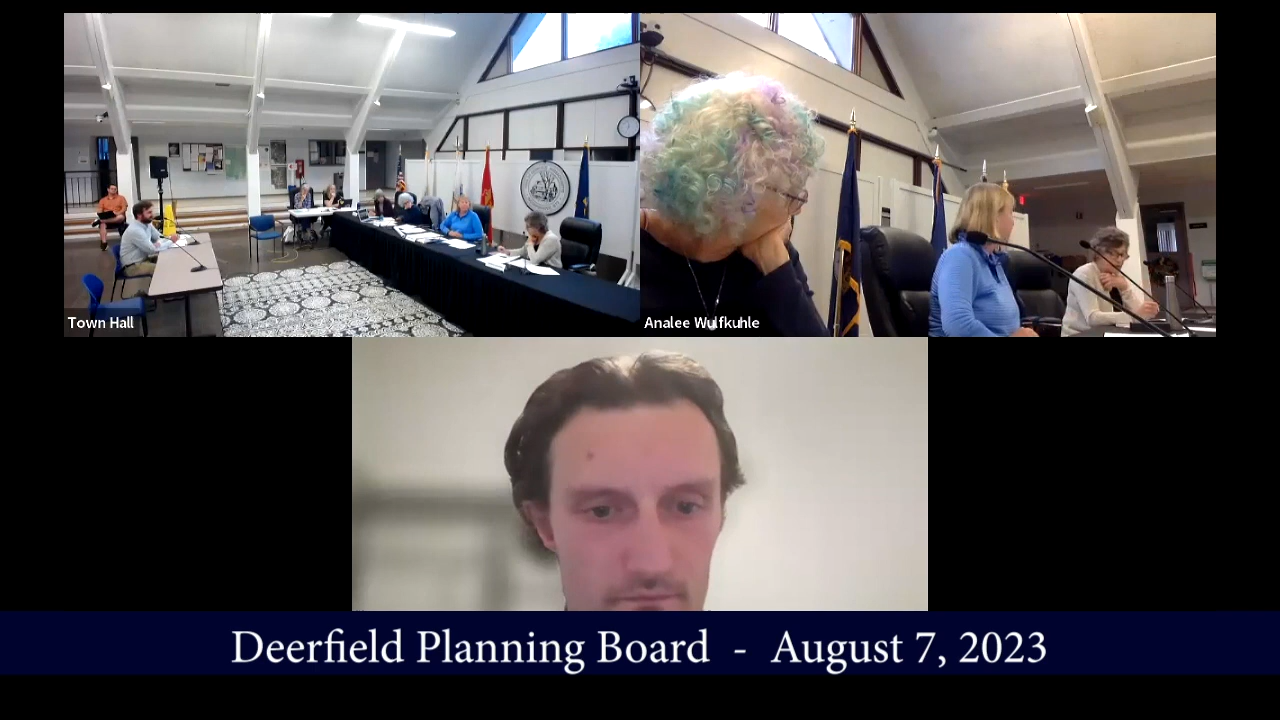 Town Hall
Analee Wulfkuhle
Deerfield Planning Board - August 7, 2023